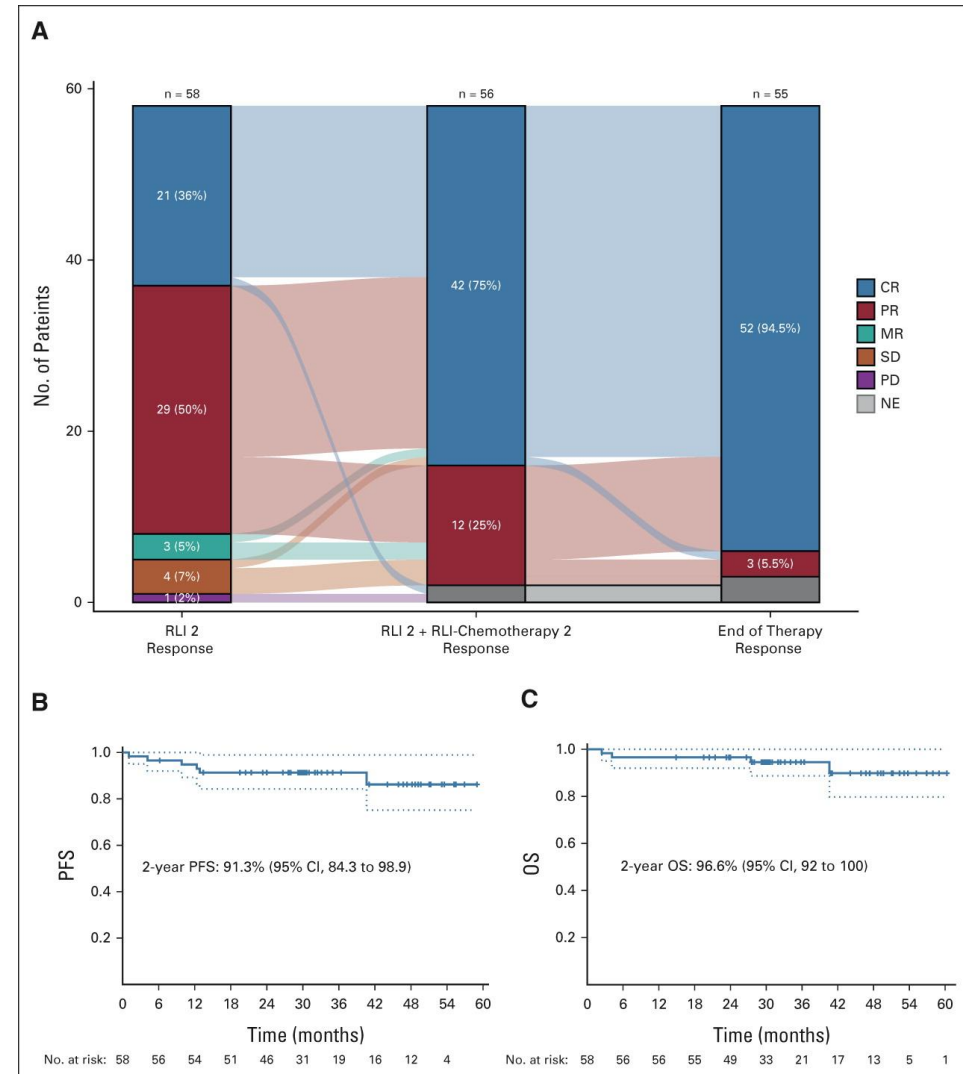 A
60
n = 58
n = 56
n = 55
21 (36%)
40
42 (75%)
CR
PR
MR
SD
PD
NE
52 (94.5%)
No. of Pateints
29 (50%)
20
12 (25%)
3 (5%)
4 (7%)
1 (2%)
3 (5.5%)
0
RLI 2
Response
RLI 2 + RLI-Chemotherapy 2
Response
End of Therapy
Response
B
1.0
0.8
0.6
0.4
0.2
PFS
2-year PFS: 91.3% (95% CI, 84.3 to 98.9)
0 6 12 18 24 30 36 42 48 54 60
Time (months)
No. at risk: 58 56 54 51 46 31 19 16 12 4
C
1.0
0.8
0.6
0.4
0.2
OS
2-year OS: 96.6% (95% CI, 92 to 100)
0 6 12 18 24 30 36 42 48 54 60
Time (months)
No. at risk: 58 56 56 55 49 33 21 17 13 5 1